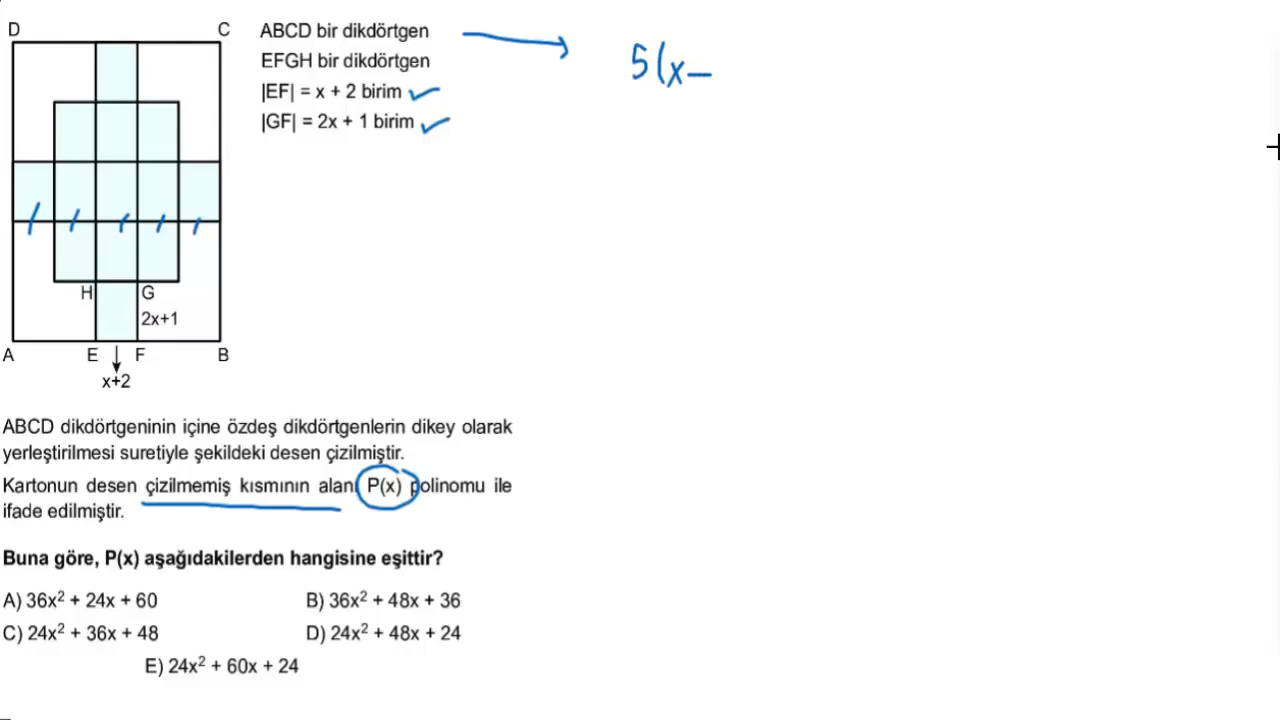 D C
ABCD bir dikdörtgen
5(x–
EFGH bir dikdörtgen
|EF| = x + 2 birim
|GF| = 2x + 1 birim
H G
2x+1
A E F B
x+2
ABCD dikdörtgeninin içine özdeş dikdörtgenlerin dikey olarak
yerleştirilmesi suretiyle şekildeki desen çizilmiştir.
Kartonun desen çizilmemiş kısmının alanı P(x) polinomu ile
ifade edilmiştir.
Buna göre, P(x) aşağıdakilerden hangisine eşittir?
A) 36x² + 24x + 60 B) 36x² + 48x + 36
C) 24x² + 36x + 48 D) 24x² + 48x + 24
E) 24x² + 60x + 24